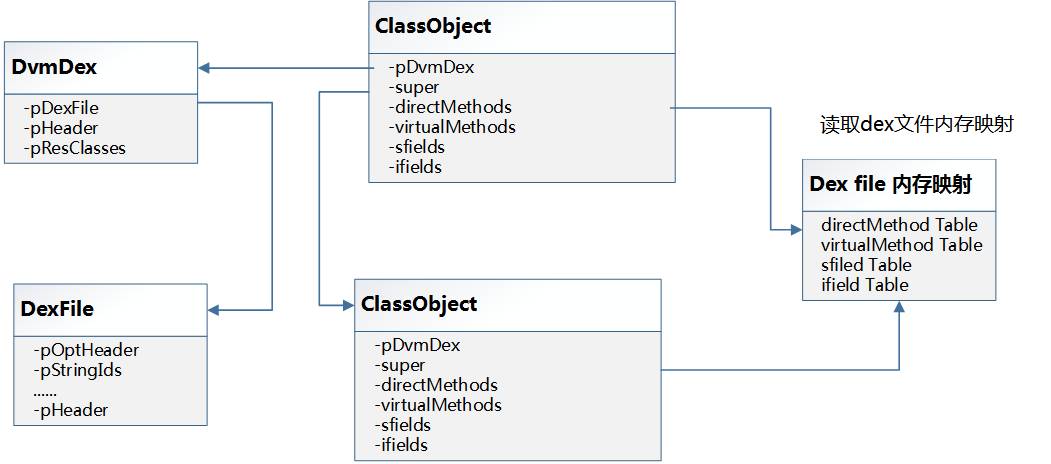 ClassObject
-pDvmDex
-super
-directMethods
-virtualMethods
-sfields
-ifields
DvmDex
-pDexFile
-pHeader
-pResClasses
读取dex文件内存映射
Dex file 内存映射
directMethod Table
virtualMethod Table
sfiled Table
ifield Table
DexFile
-pOptHeader
-pStringIds
......
-pHeader
ClassObject
-pDvmDex
-super
-directMethods
-virtualMethods
-sfields
-ifields